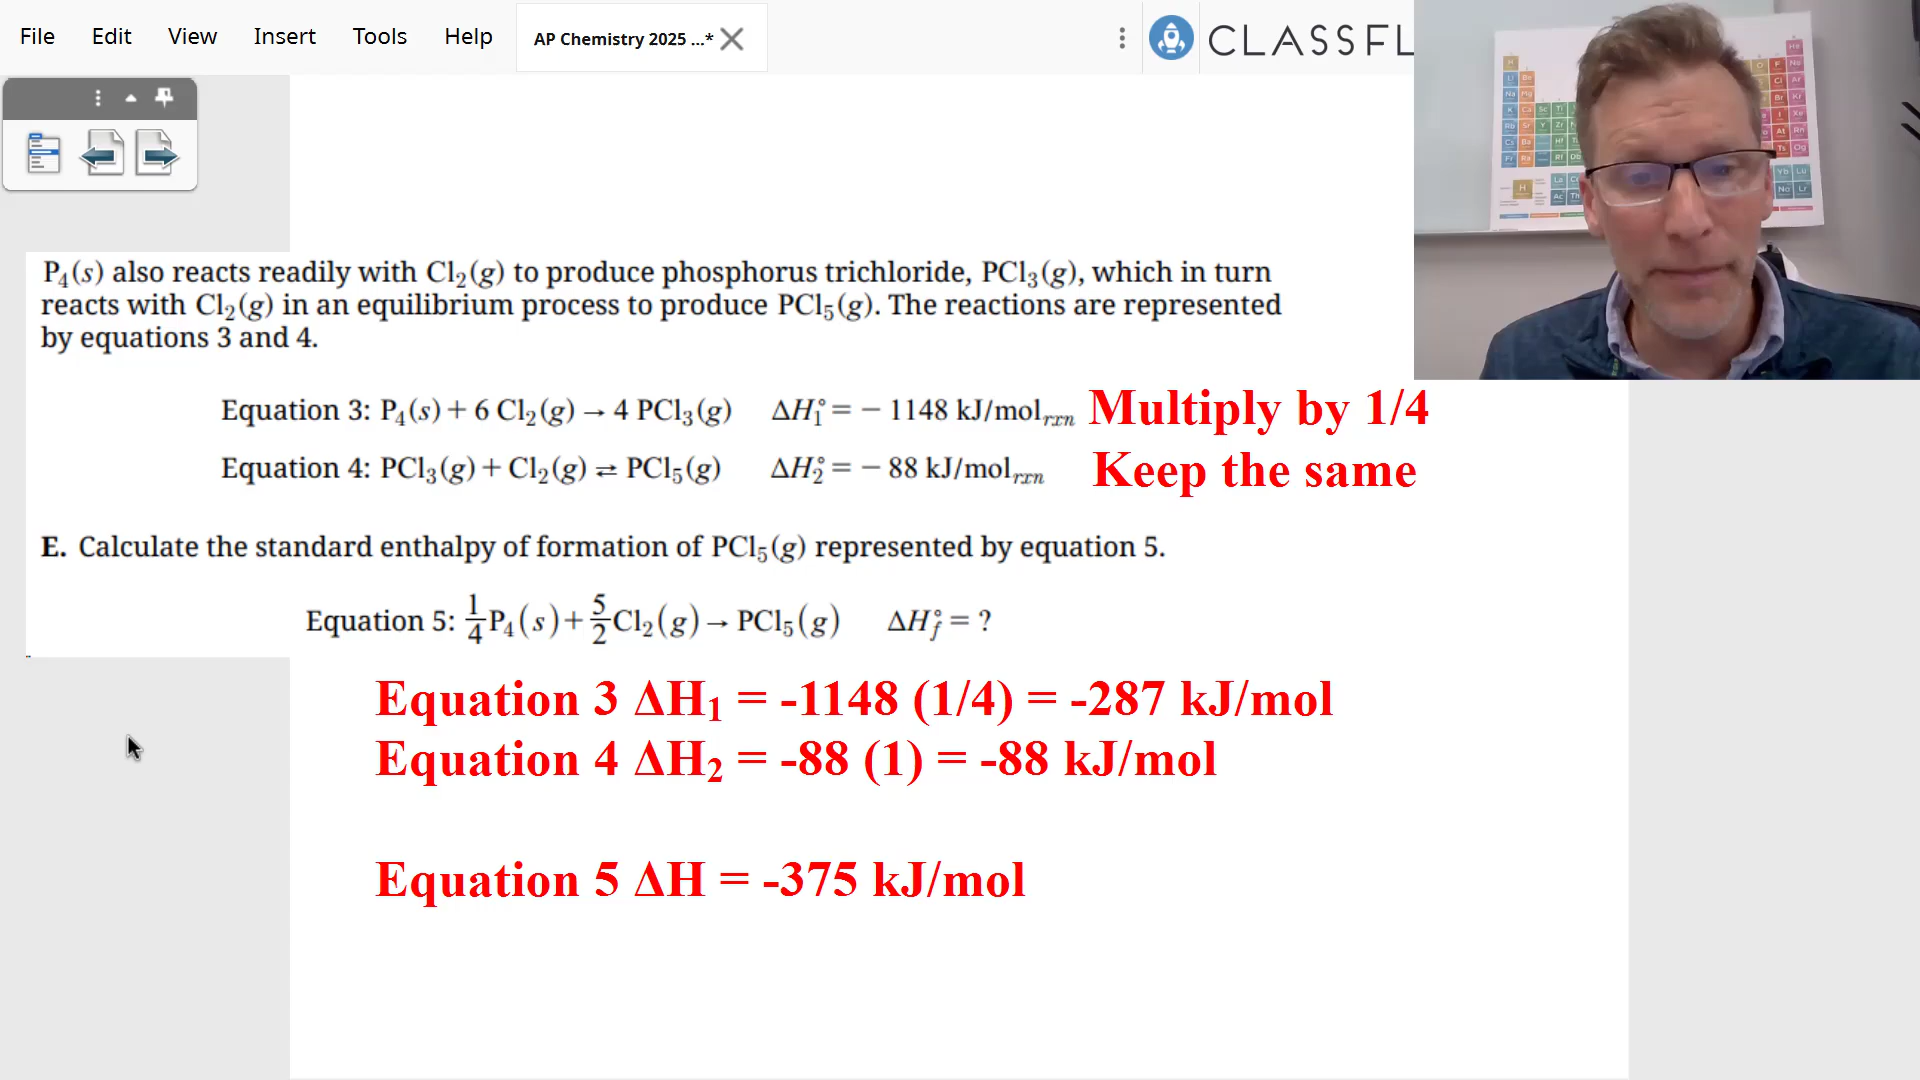 File Edit View Insert Tools Help AP Chemistry 2025 ...* CLASSFL
P₄(s) also reacts readily with Cl₂(g) to produce phosphorus trichloride, PCl₃(g), which in turn
reacts with Cl₂(g) in an equilibrium process to produce PCl₅(g). The reactions are represented
by equations 3 and 4.
Equation 3: P₄(s) + 6 Cl₂(g) → 4 PCl₃(g) ΔH₁° = − 1148 kJ/molᵣₓₙ Multiply by 1/4
Equation 4: PCl₃(g) + Cl₂(g) ⇄ PCl₅(g) ΔH₂° = − 88 kJ/molᵣₓₙ Keep the same
E. Calculate the standard enthalpy of formation of PCl₅(g) represented by equation 5.
Equation 5: 1/4 P₄(s) + 5/2 Cl₂(g) → PCl₅(g) ΔH°f = ?
Equation 3 ΔH₁ = -1148 (1/4) = -287 kJ/mol
Equation 4 ΔH₂ = -88 (1) = -88 kJ/mol
Equation 5 ΔH = -375 kJ/mol